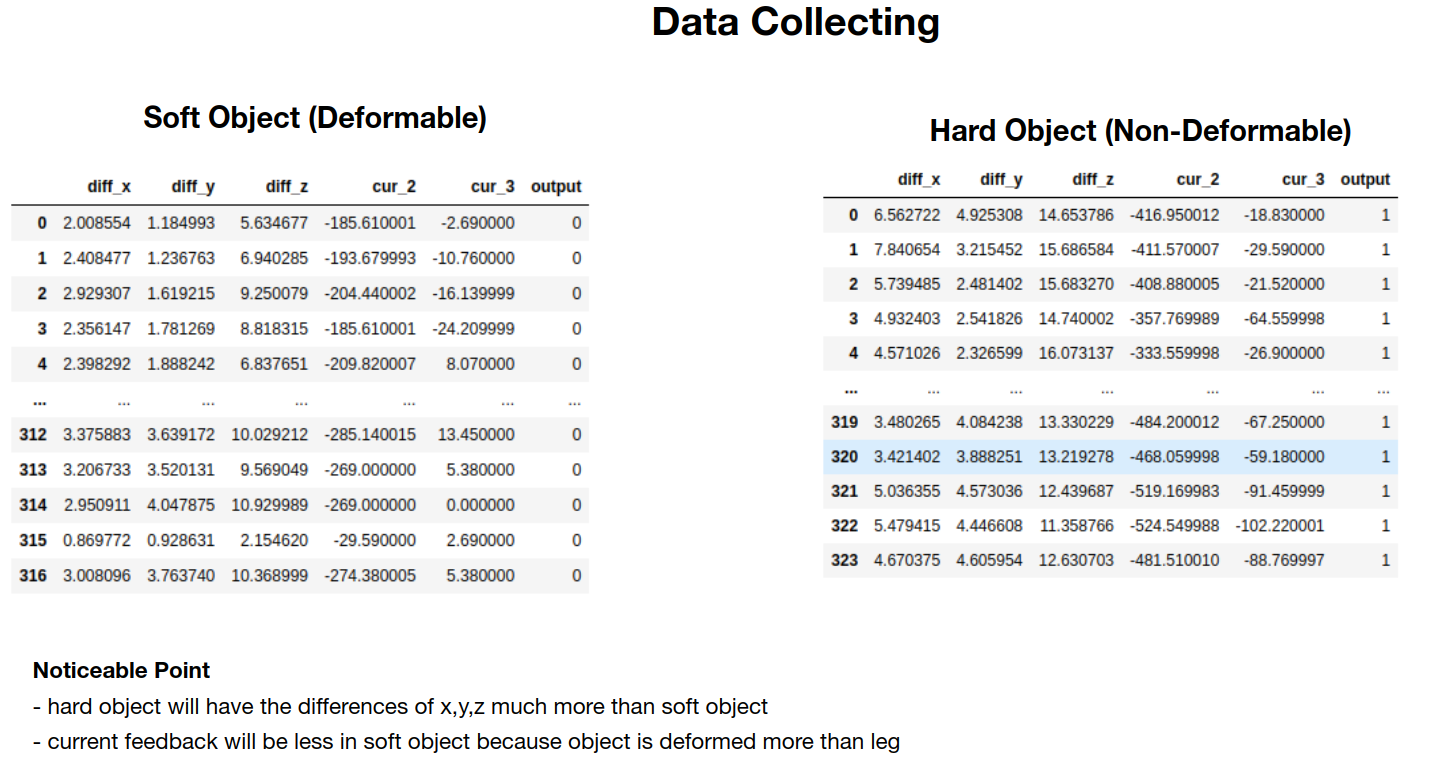 Data Collecting
Soft Object (Deformable)
diff_x diff_y diff_z cur_2 cur_3 output
0 2.008554 1.184993 5.634677 -185.610001 -2.690000 0
1 2.408477 1.236763 6.940285 -193.679993 -10.760000 0
2 2.929307 1.619215 9.250079 -204.440002 -16.139999 0
3 2.356147 1.781269 8.818315 -185.610001 -24.209999 0
4 2.398292 1.888242 6.837651 -209.820007 8.070000 0
... ... ... ... ... ... ...
312 3.375883 3.639172 10.029212 -285.140015 13.450000 0
313 3.206733 3.520131 9.569049 -269.000000 5.380000 0
314 2.950911 4.047875 10.929989 -269.000000 0.000000 0
315 0.869772 0.928631 2.154620 -29.590000 2.690000 0
316 3.008096 3.763740 10.368999 -274.380005 5.380000 0
Hard Object (Non-Deformable)
diff_x diff_y diff_z cur_2 cur_3 output
0 6.562722 4.925308 14.653786 -416.950012 -18.830000 1
1 7.840654 3.215452 15.686584 -411.570007 -29.590000 1
2 5.739485 2.481402 15.683270 -408.880005 -21.520000 1
3 4.932403 2.541826 14.740002 -357.769989 -64.559998 1
4 4.571026 2.326599 16.073137 -333.559998 -26.900000 1
... ... ... ... ... ... ...
319 3.480265 4.084238 13.330229 -484.200012 -67.250000 1
320 3.421402 3.888251 13.219278 -468.059998 -59.180000 1
321 5.036355 4.573036 12.439687 -519.169983 -91.459999 1
322 5.479415 4.446608 11.358766 -524.549988 -102.220001 1
323 4.670375 4.605954 12.630703 -481.510010 -88.769997 1
Noticeable Point
- hard object will have the differences of x,y,z much more than soft object
- current feedback will be less in soft object because object is deformed more than leg